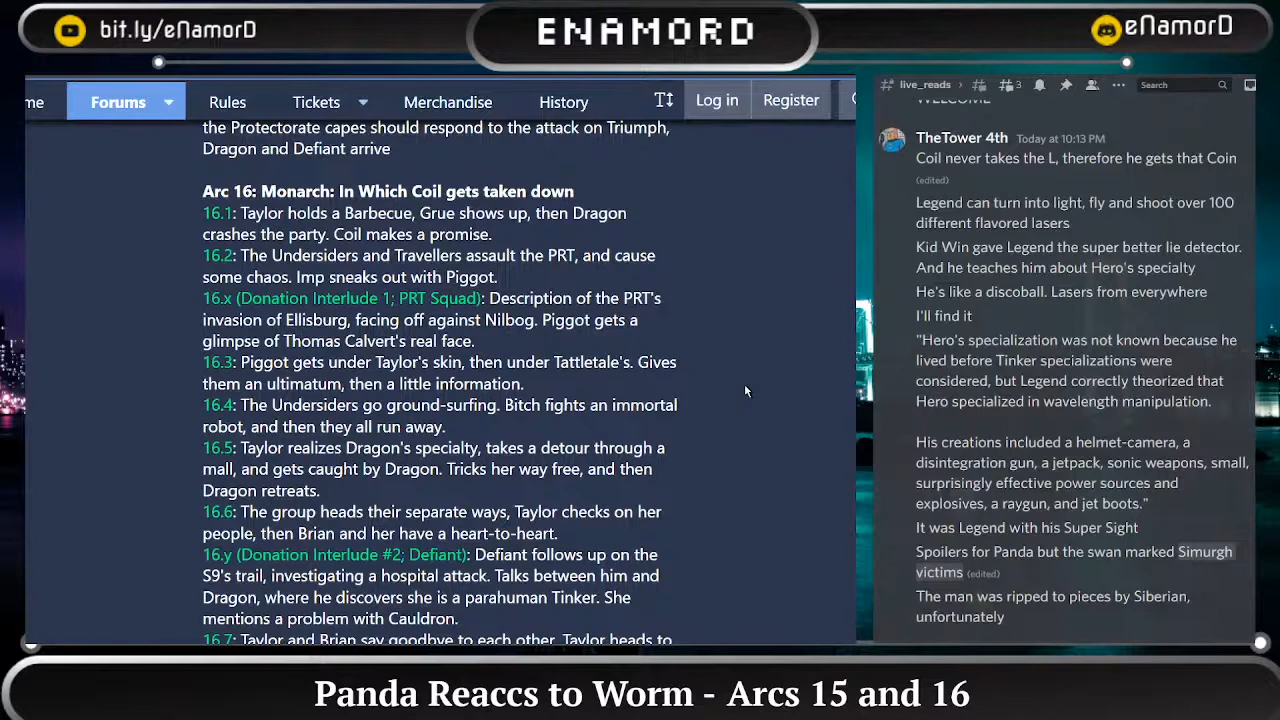 bit.ly/eNamorD
ENAMORD
eNamorD
me
Forums
Rules
Tickets
Merchandise
History
Log in
Register
the Protectorate capes should respond to the attack on Triumph,
Dragon and Defiant arrive
Arc 16: Monarch: In Which Coil gets taken down
16.1: Taylor holds a Barbecue, Grue shows up, then Dragon
crashes the party. Coil makes a promise.
16.2: The Undersiders and Travellers assault the PRT, and cause
some chaos. Imp sneaks out with Piggot.
16.x (Donation Interlude 1; PRT Squad): Description of the PRT's
invasion of Ellisburg, facing off against Nilbog. Piggot gets a
glimpse of Thomas Calvert's real face.
16.3: Piggot gets under Taylor's skin, then under Tattletale's. Gives
them an ultimatum, then a little information.
16.4: The Undersiders go ground-surfing. Bitch fights an immortal
robot, and then they all run away.
16.5: Taylor realizes Dragon's specialty, takes a detour through a
mall, and gets caught by Dragon. Tricks her way free, and then
Dragon retreats.
16.6: The group heads their separate ways, Taylor checks on her
people, then Brian and her have a heart-to-heart.
16.y (Donation Interlude #2; Defiant): Defiant follows up on the
S9's trail, investigating a hospital attack. Talks between him and
Dragon, where he discovers she is a parahuman Tinker. She
mentions a problem with Cauldron.
16.7: Taylor and Brian say goodbye to each other. Taylor heads to
live_reads
3
Search
WELCOME
TheTower 4th Today at 10:13 PM
Coil never takes the L, therefore he gets that Coin
(edited)
Legend can turn into light, fly and shoot over 100
different flavored lasers
Kid Win gave Legend the super better lie detector.
And he teaches him about Hero's specialty
He's like a discoball. Lasers from everywhere
I'll find it
"Hero's specialization was not known because he
lived before Tinker specializations were
considered, but Legend correctly theorized that
Hero specialized in wavelength manipulation.
His creations included a helmet-camera, a
disintegration gun, a jetpack, sonic weapons, small,
surprisingly effective power sources and
explosives, a raygun, and jet boots."
It was Legend with his Super Sight
Spoilers for Panda but the swan marked Simurgh
victims (edited)
The man was ripped to pieces by Siberian,
unfortunately
Panda Reaccs to Worm - Arcs 15 and 16